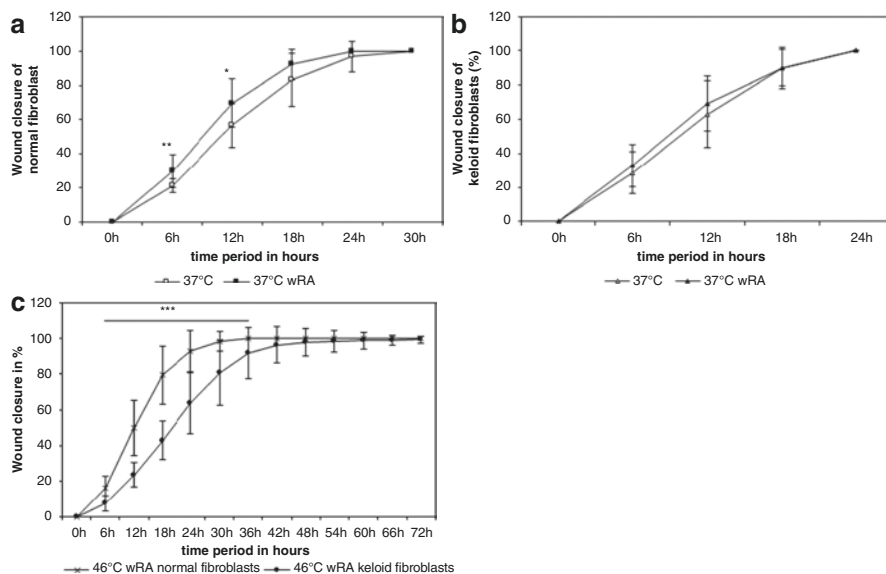 a
120
100
80
60
40
20
0
Wound closure of
normal fibroblast
**
*
0h 6h 12h 18h 24h 30h
time period in hours
37°C 37°C wRA
b
120
100
80
60
40
20
0
Wound closure of
keloid fibroblasts (%)
0h 6h 12h 18h 24h
time period in hours
37°C 37°C wRA
c
120
100
80
60
40
20
0
Wound closure in %
***
0h 6h 12h 18h 24h 30h 36h 42h 48h 54h 60h 66h 72h
time period in hours
46°C wRA normal fibroblasts 46°C wRA keloid fibroblasts